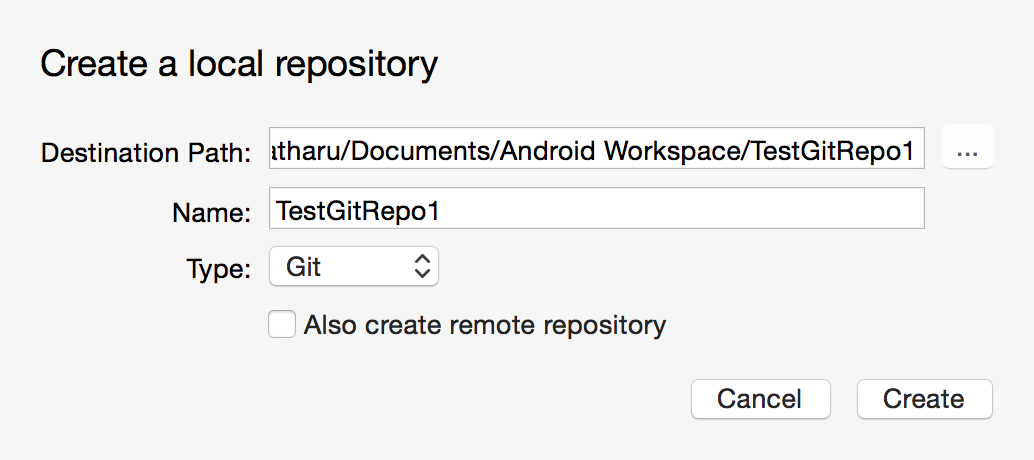 Create a local repository
Destination Path: atharu/Documents/Android Workspace/TestGitRepo1 ...
Name: TestGitRepo1
Type: Git
Also create remote repository
Cancel Create